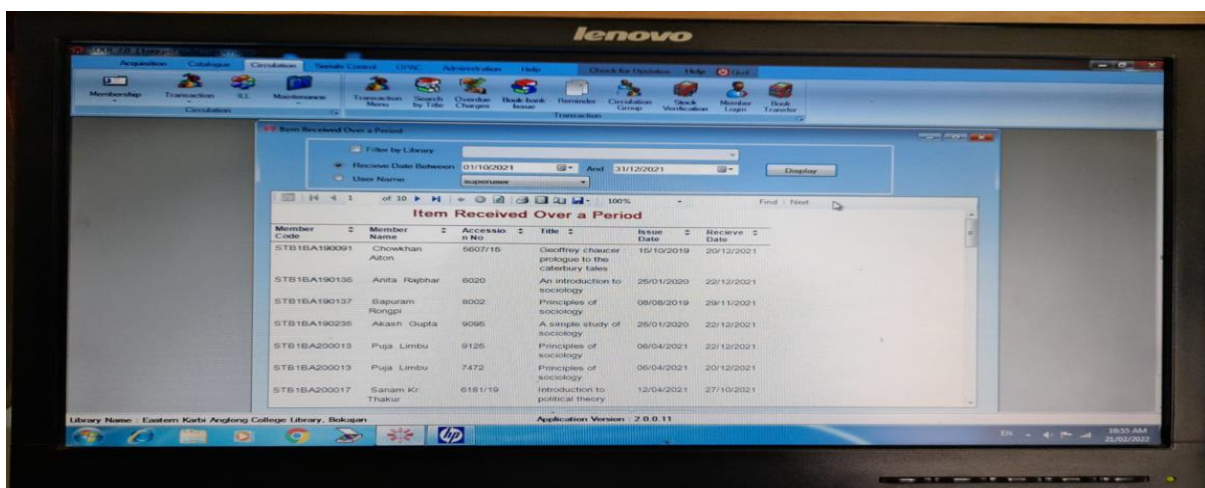 lenovo
SOUL 2.0
Acquisition Catalogue Circulation Serials Control OPAC Administration Help Check for Updates Help Quit
Membership Transaction ILL Maintenance Transaction Menu Search by Title Overdue Charges Book-bank Issue Reminder Circulation Group Stock Verification Member Login Book Transfer
Circulation Transaction
Item Received Over a Period
Filter by Library
Recieve Date Between 01/10/2021 And 31/12/2021 Display
User Name superuser
1 of 10 100% Find Next
Item Received Over a Period
Member Code Member Name Accessio n No Title Issue Date Recieve Date
STB1BA190091 Chowkhan Aiton 5607/15 Geoffrey chaucer : prologue to the caterbury tales 15/10/2019 20/12/2021
STB1BA190135 Anita Rajbhar 6020 An introduction to sociology 25/01/2020 22/12/2021
STB1BA190137 Bapuram Rongpi 8002 Principles of sociology 08/08/2019 29/11/2021
STB1BA190235 Akash Gupta 9095 A simple study of sociology 25/01/2020 22/12/2021
STB1BA200013 Puja Limbu 9125 Principles of sociology 06/04/2021 22/12/2021
STB1BA200013 Puja Limbu 7472 Principles of sociology 06/04/2021 20/12/2021
STB1BA200017 Sanam Kr. Thakur 6181/19 Introduction to political theory 12/04/2021 27/10/2021
Library Name : Eastern Karbi Anglong College Library, Bokajan Application Version : 2.0.0.11
hp EN 10:55 AM
21/02/2022